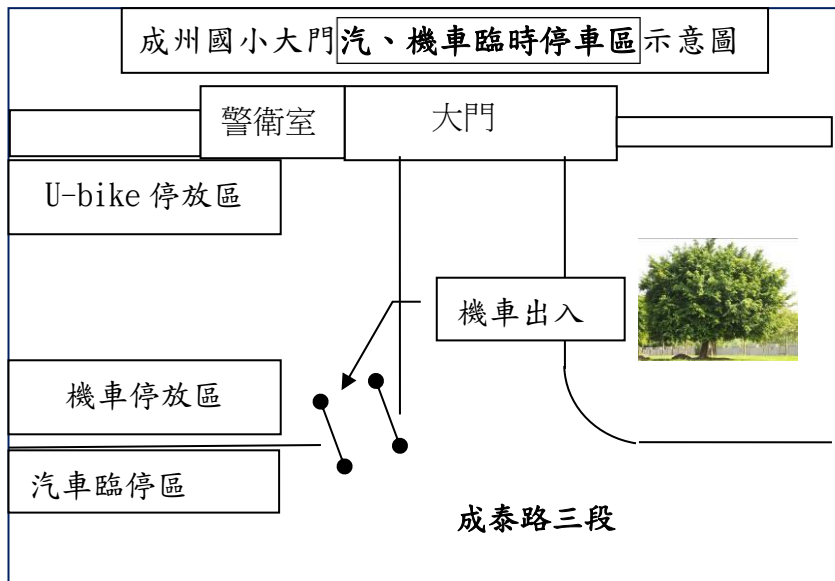 成州國小大門汽、機車臨時停車區示意圖
警衛室
大門
U-bike 停放區
機車出入
機車停放區
汽車臨停區
成泰路三段